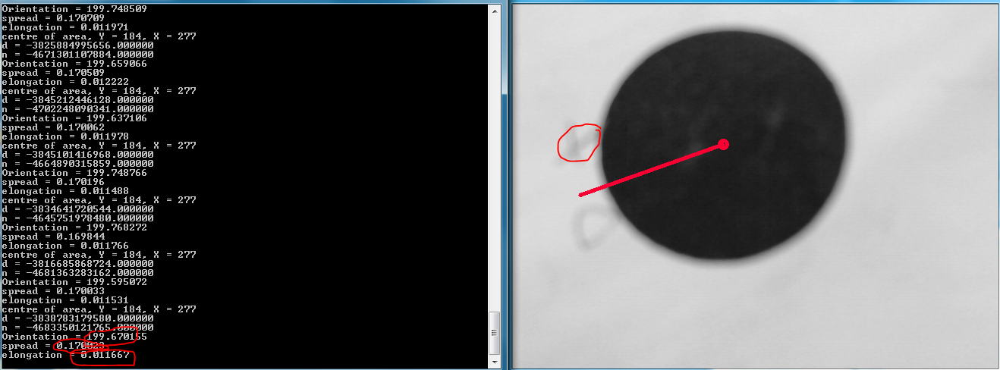 Orientation = 199.748509
spread = 0.170709
elongation = 0.011971
centre of area, Y = 184, X = 277
d = -3825884995656.000000
n = -4671301107884.000000
Orientation = 199.659066
spread = 0.170509
elongation = 0.012222
centre of area, Y = 184, X = 277
d = -3845212446128.000000
n = -4702248090341.000000
Orientation = 199.637106
spread = 0.170062
elongation = 0.011978
centre of area, Y = 184, X = 277
d = -3845101416968.000000
n = -4664890315859.000000
Orientation = 199.748766
spread = 0.170196
elongation = 0.011488
centre of area, Y = 184, X = 277
d = -3834641720544.000000
n = -4645751978480.000000
Orientation = 199.768272
spread = 0.169844
elongation = 0.011766
centre of area, Y = 184, X = 277
d = -3816685868724.000000
n = -4681363283162.000000
Orientation = 199.595072
spread = 0.170033
elongation = 0.011531
centre of area, Y = 184, X = 277
d = -3838783179580.000000
n = -4683350121765.000000
Orientation = 199.670155
spread = 0.170023
elongation = 0.011667